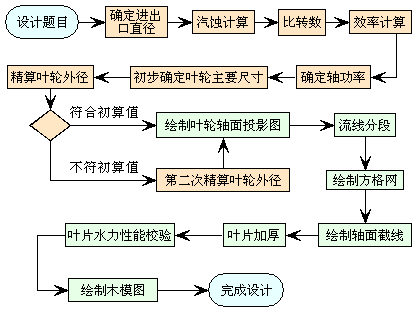 设计题目
确定进出
口直径
汽蚀计算
比转数
效率计算
精算叶轮外径
初步确定叶轮主要尺寸
确定轴功率
符合初算值
绘制叶轮轴面投影图
流线分段
不符初算值
第二次精算叶轮外径
绘制方格网
叶片水力性能校验
叶片加厚
绘制轴面截线
绘制木模图
完成设计